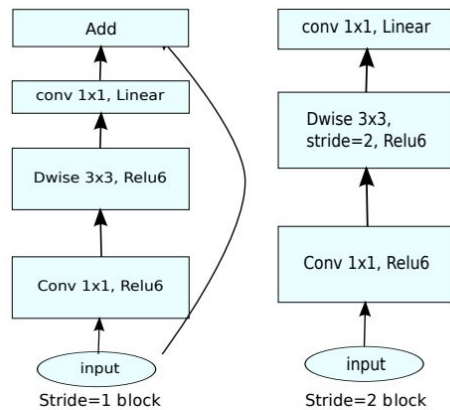 Add
conv 1x1, Linear
Dwise 3x3, Relu6
Conv 1x1, Relu6
input
Stride=1 block
conv 1x1, Linear
Dwise 3x3,
stride=2, Relu6
Conv 1x1, Relu6
input
Stride=2 block